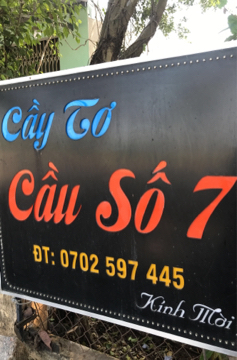 Cầy Tơ
Cầu Số 7
ĐT: 0702 597 445
Kính Mời